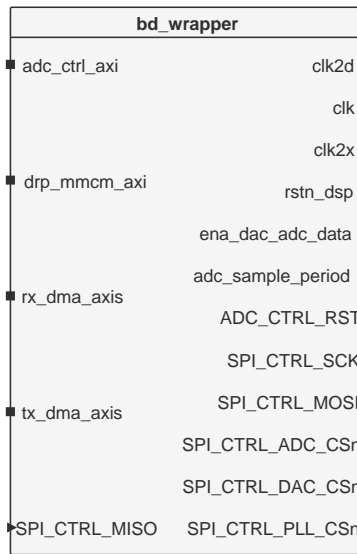 bd_wrapper
adc_ctrl_axi
clk2d
clk
clk2x
drp_mmcm_axi
rstn_dsp
ena_dac_adc_data
adc_sample_period
rx_dma_axis
ADC_CTRL_RST
SPI_CTRL_SCK
SPI_CTRL_MOSI
tx_dma_axis
SPI_CTRL_ADC_CSn
SPI_CTRL_DAC_CSn
SPI_CTRL_MISO
SPI_CTRL_PLL_CSn